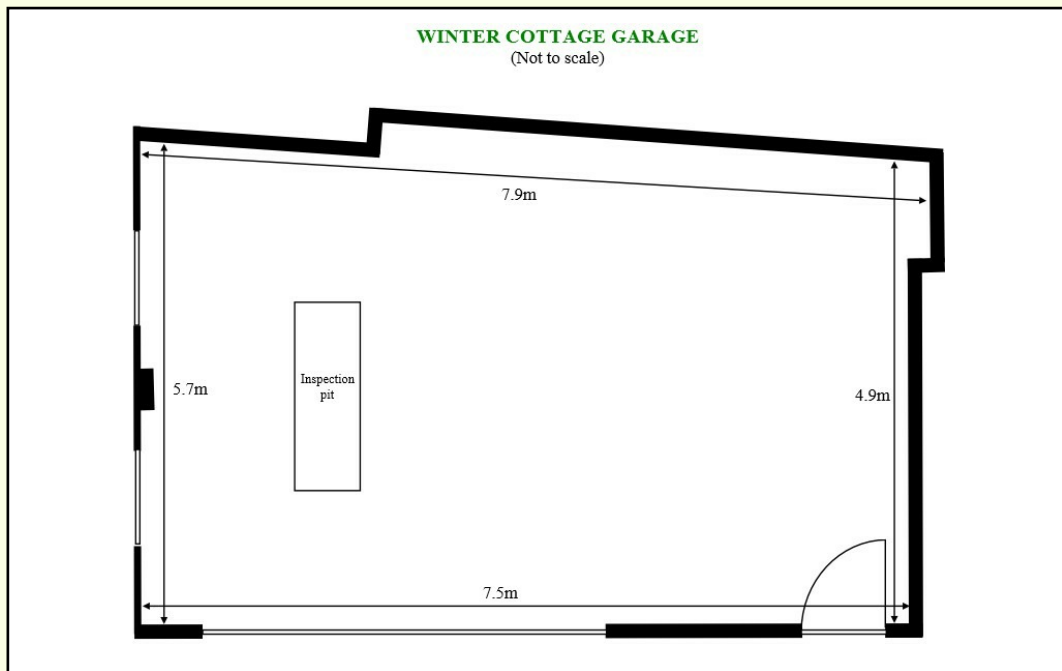 WINTER COTTAGE GARAGE
(Not to scale)
7.9m
Inspection
pit
5.7m
4.9m
7.5m